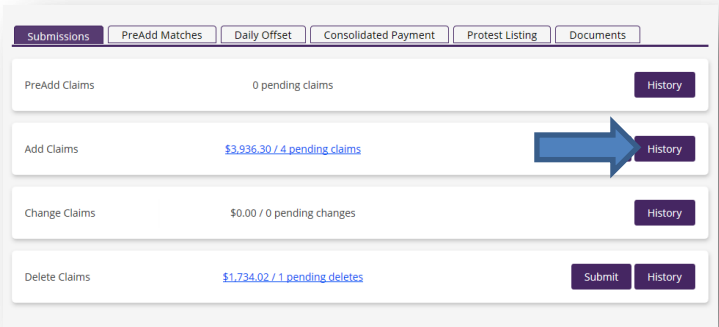 Submissions PreAdd Matches Daily Offset Consolidated Payment Protest Listing Documents
PreAdd Claims 0 pending claims History
Add Claims $3,936.30 / 4 pending claims History
Change Claims $0.00 / 0 pending changes History
Delete Claims $1,734.02 / 1 pending deletes Submit History